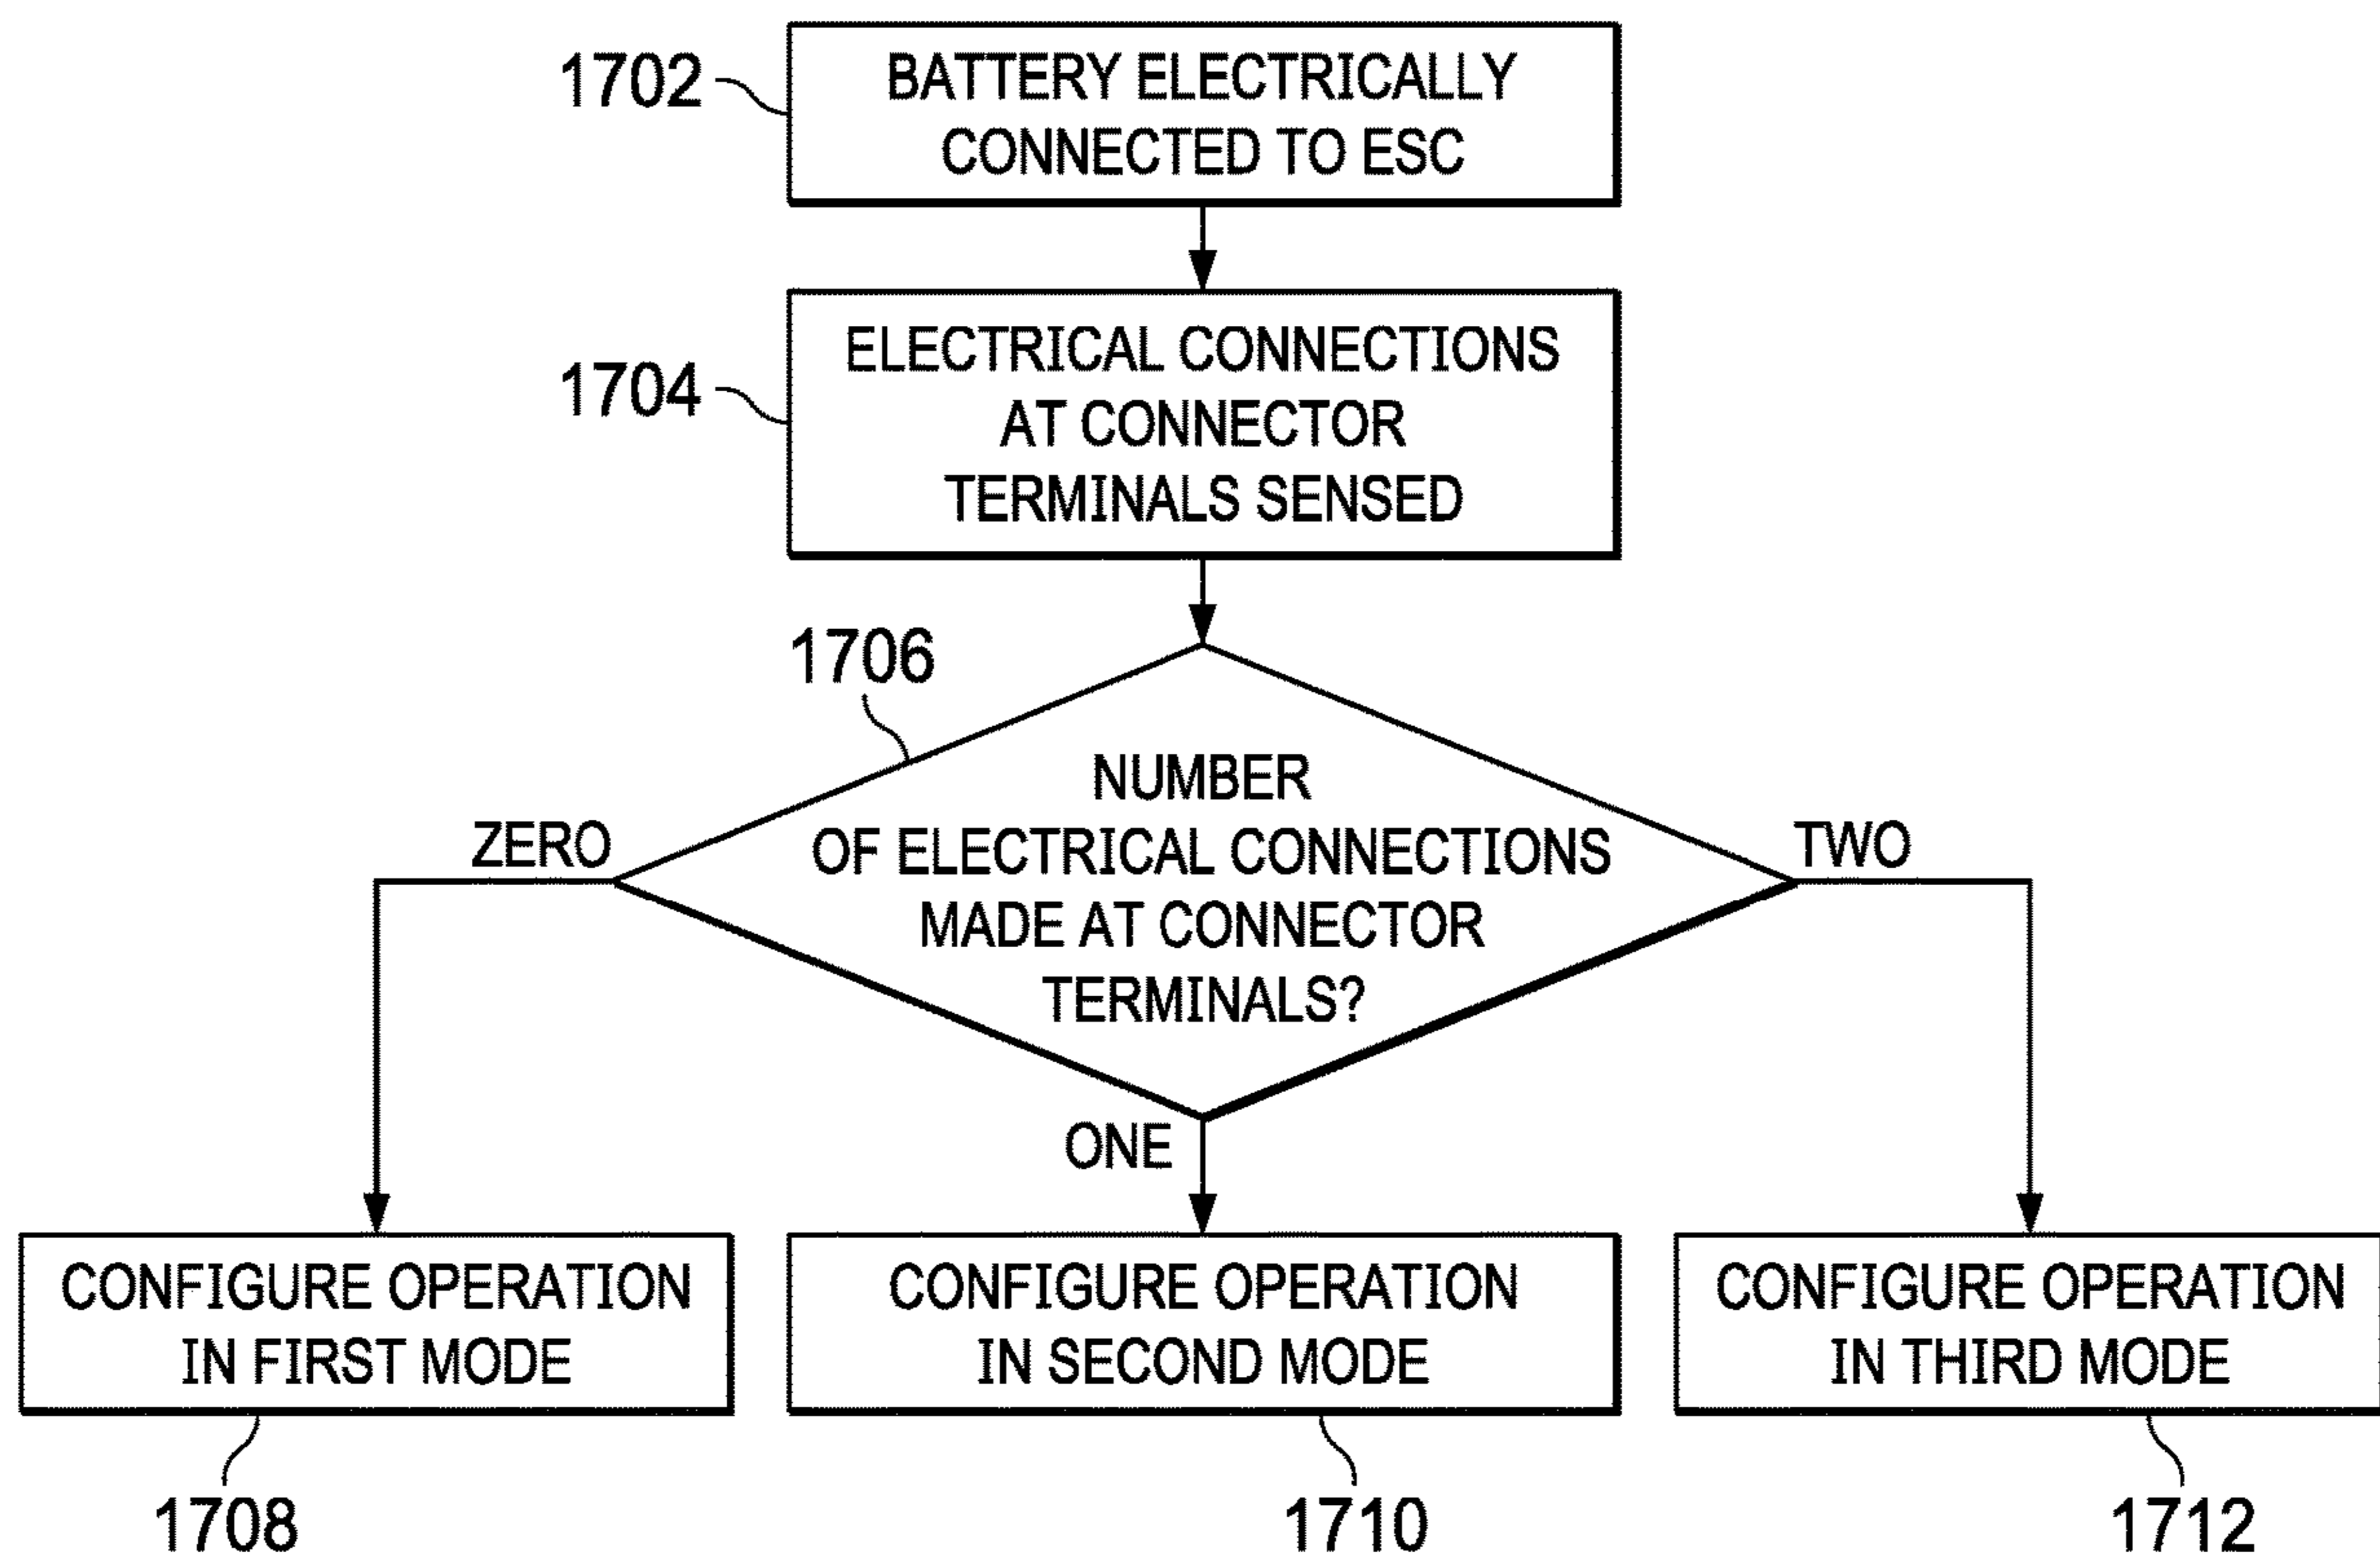 1702
BATTERY ELECTRICALLY
CONNECTED TO ESC
1704
ELECTRICAL CONNECTIONS
AT CONNECTOR
TERMINALS SENSED
1706
NUMBER
OF ELECTRICAL CONNECTIONS
MADE AT CONNECTOR
TERMINALS?
ZERO
TWO
ONE
CONFIGURE OPERATION
IN FIRST MODE
CONFIGURE OPERATION
IN SECOND MODE
CONFIGURE OPERATION
IN THIRD MODE
1708
1710
1712